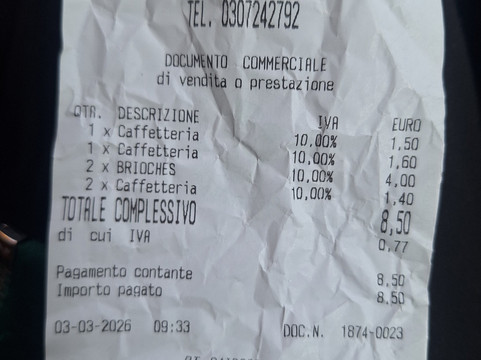 TEL. 0307242792
DOCUMENTO COMMERCIALE
di vendita o prestazione
QTR. DESCRIZIONE IVA EURO
1 x Caffetteria 10,00% 1,50
1 x Caffetteria 10,00% 1,60
2 x BRIOCHES 10,00% 4,00
2 x Caffetteria 10,00% 1,40
TOTALE COMPLESSIVO 8,50
di cui IVA 0,77
Pagamento contante 8,50
Importo pagato 8,50
03-03-2026 09:33 DOC.N. 1874-0023